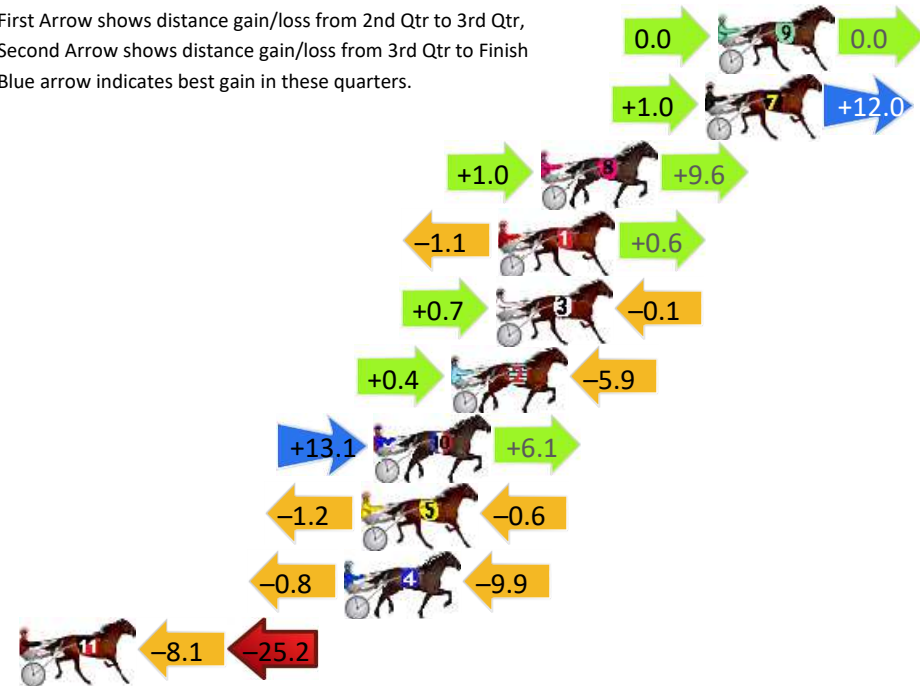 First Arrow shows distance gain/loss from 2nd Qtr to 3rd Qtr,
Second Arrow shows distance gain/loss from 3rd Qtr to Finish
Blue arrow indicates best gain in these quarters.
0.0 9 0.0
+1.0 7 +12.0
+1.0 8 +9.6
–1.1 1 +0.6
+0.7 3 –0.1
+0.4 2 –5.9
+13.1 10 +6.1
–1.2 5 –0.6
–0.8 4 –9.9
11 –8.1 –25.2